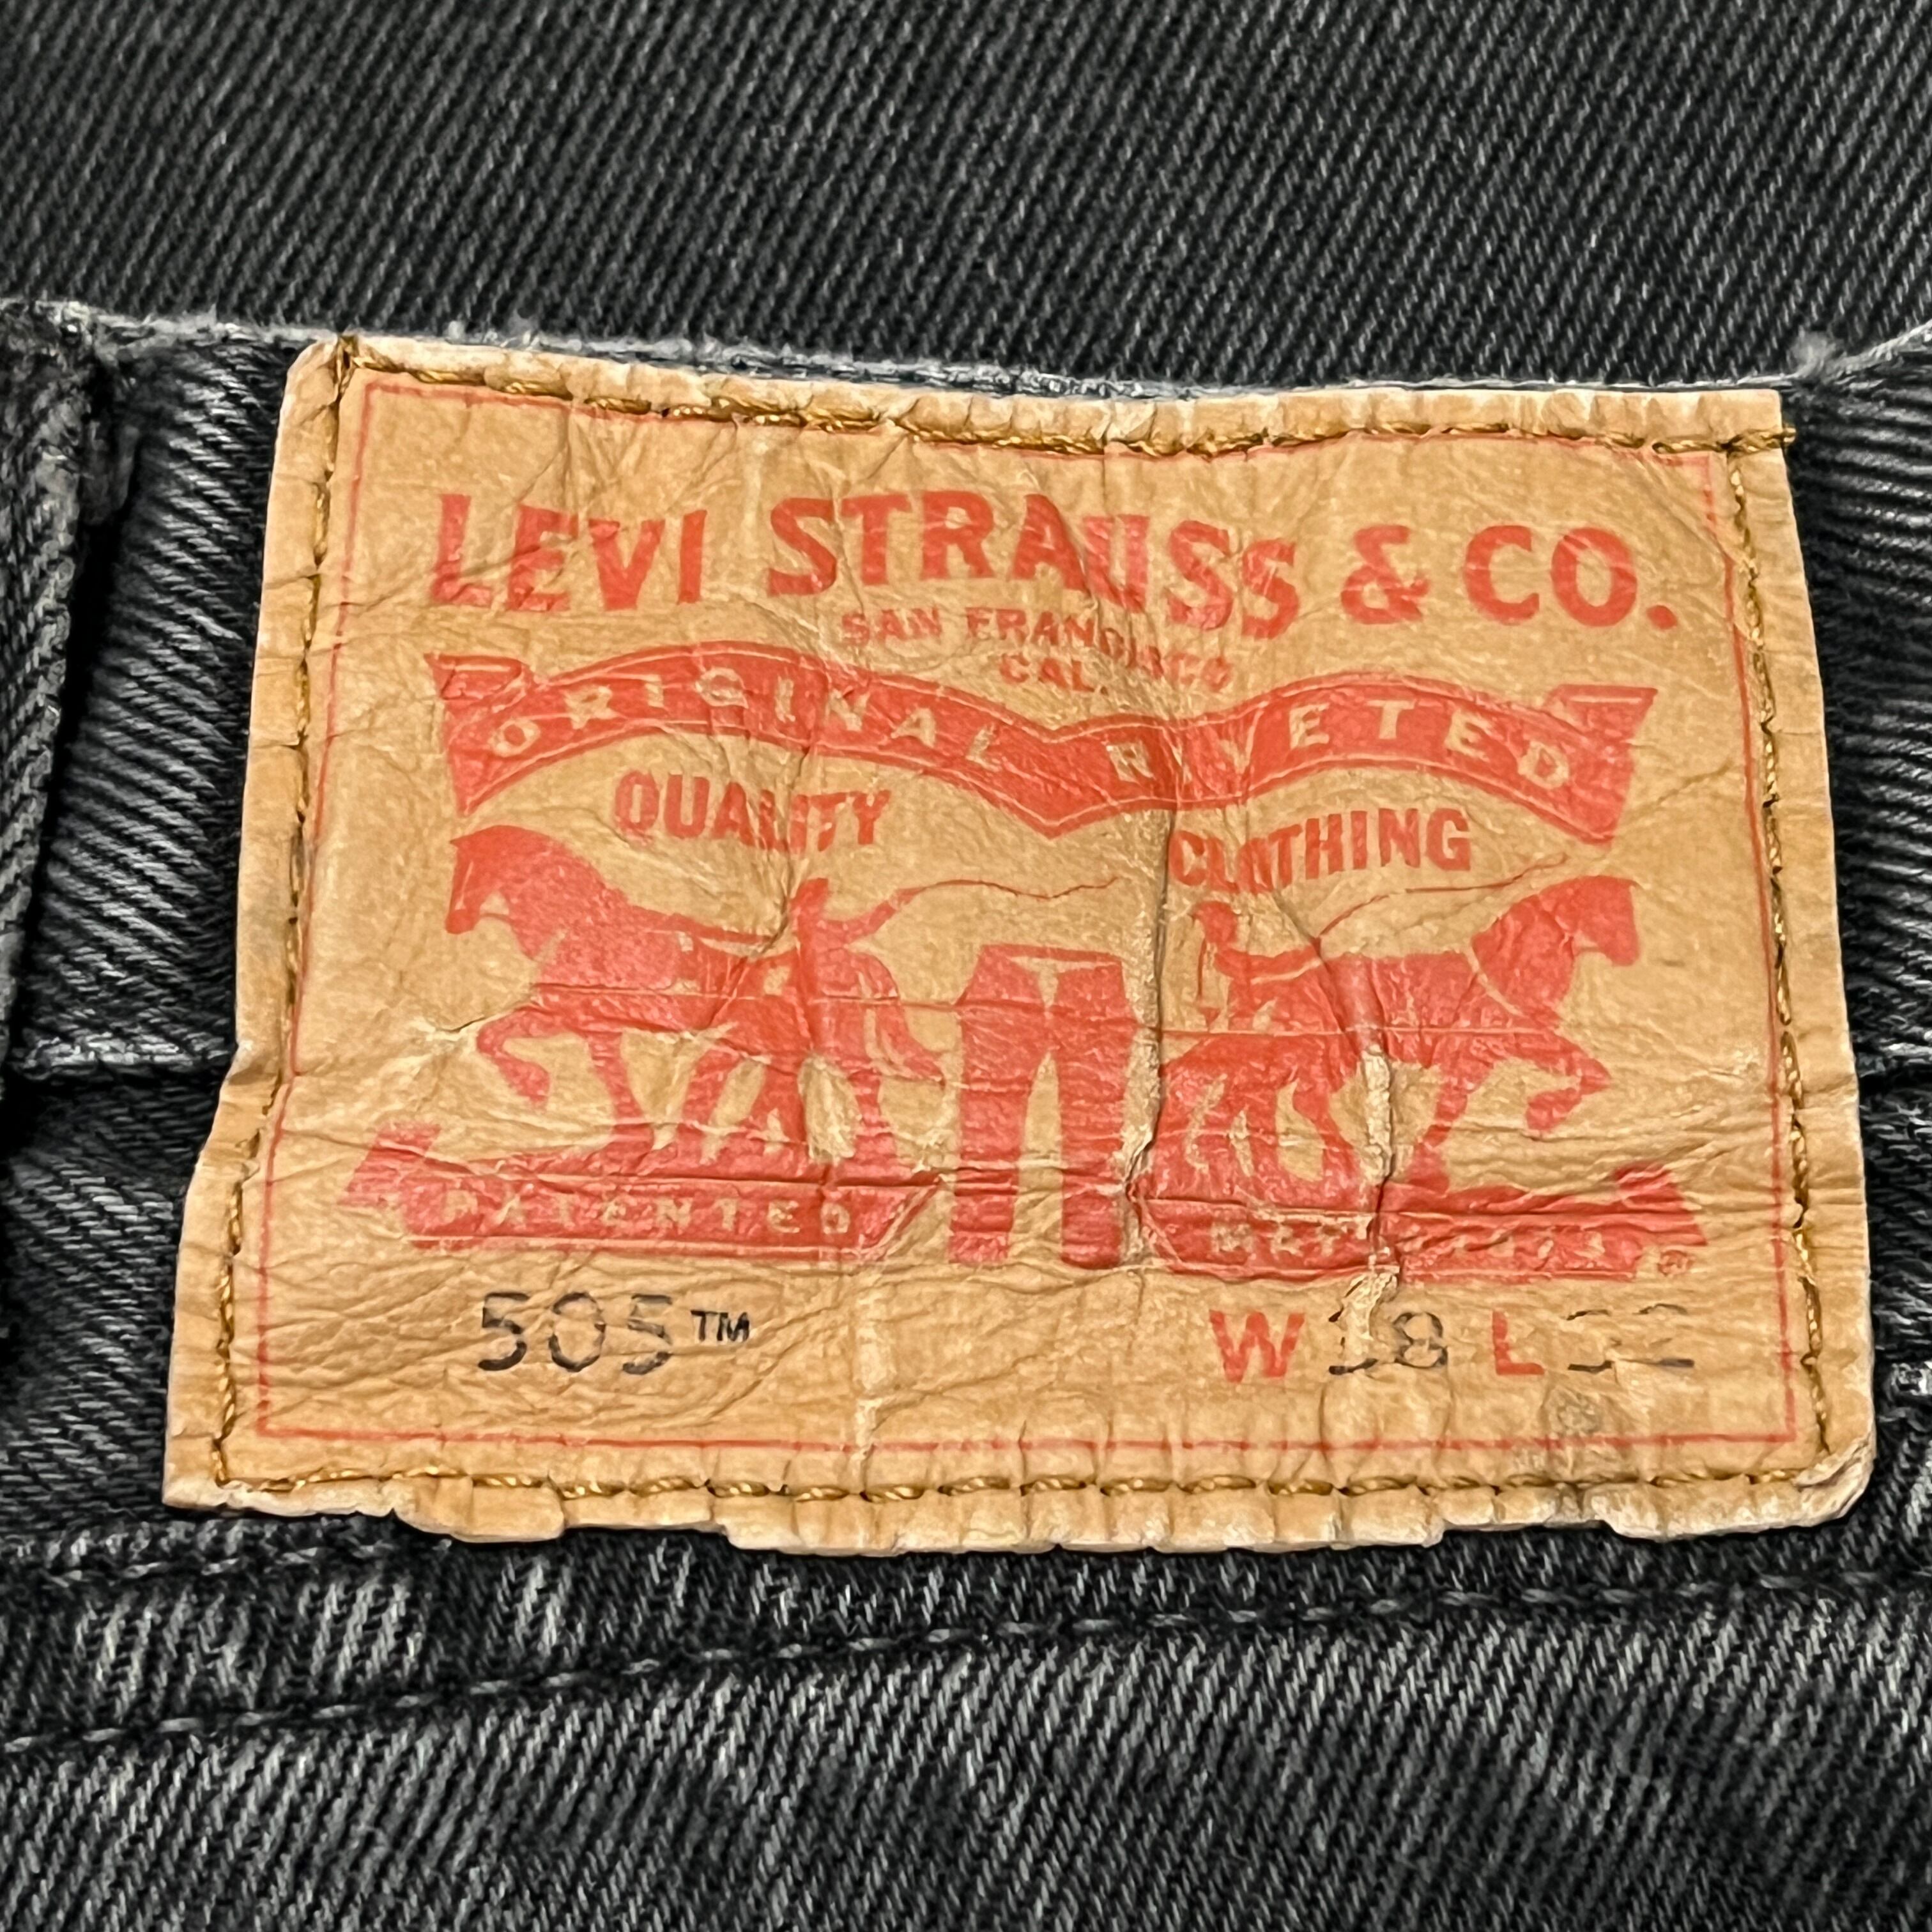 LEVI STRAUSS & CO.
SAN FRANCISCO
CAL.
ORIGINAL RIVETED
QUALITY CLOTHING
PATENTED
505™ W L